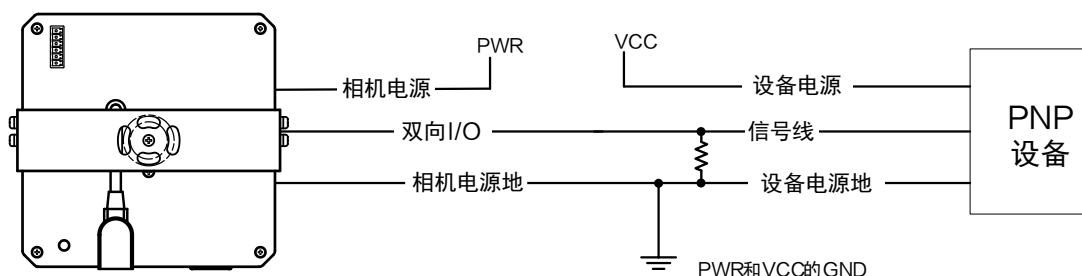 PWR
VCC
相机电源
设备电源
双向I/O
信号线
PNP
设备
相机电源地
设备电源地
PWR和VCC的GND